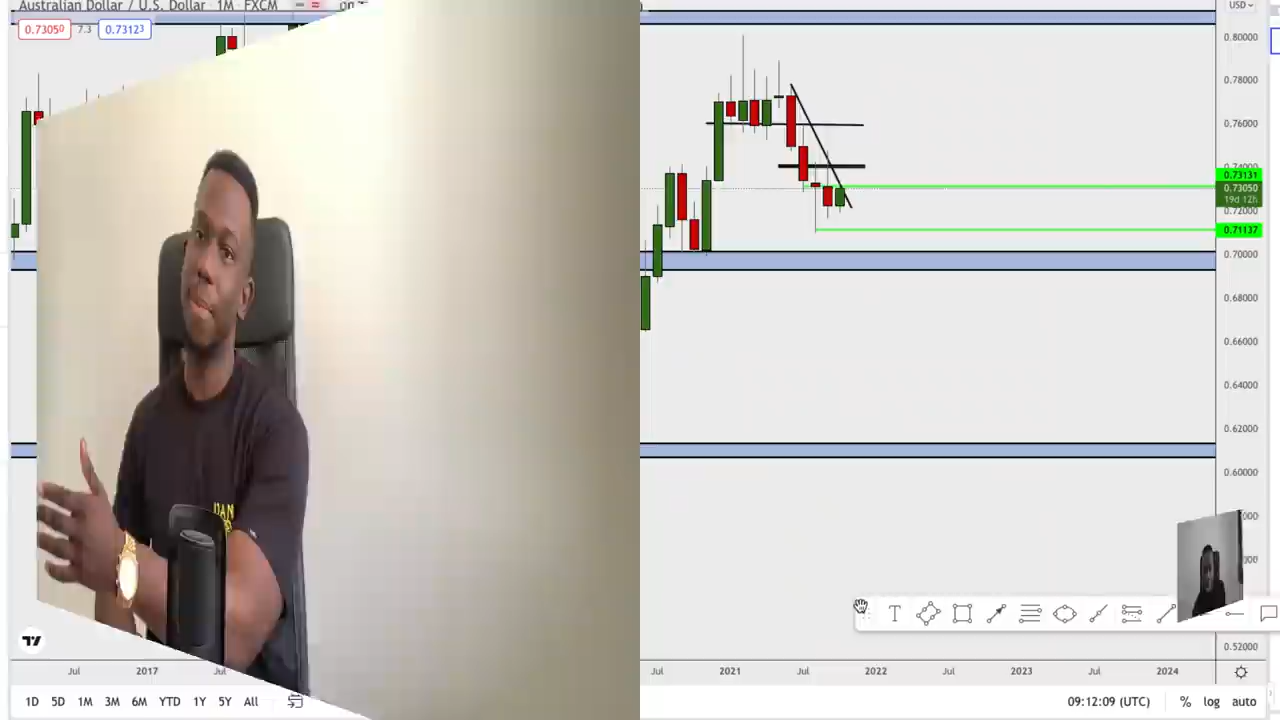 Australian Dollar / U.S. Dollar · 1M · FXCM
USD
0.73050 7.3 0.73123
0.80000
0.78000
0.76000
0.74000
0.73131
0.73050
19d 12h
0.72000
0.71137
0.70000
0.68000
0.66000
0.64000
0.62000
0.60000
0.52000
Jul 2017 Jul Jul 2021 Jul 2022 Jul 2023 Jul 2024
1D 5D 1M 3M 6M YTD 1Y 5Y All 09:12:09 (UTC) % log auto